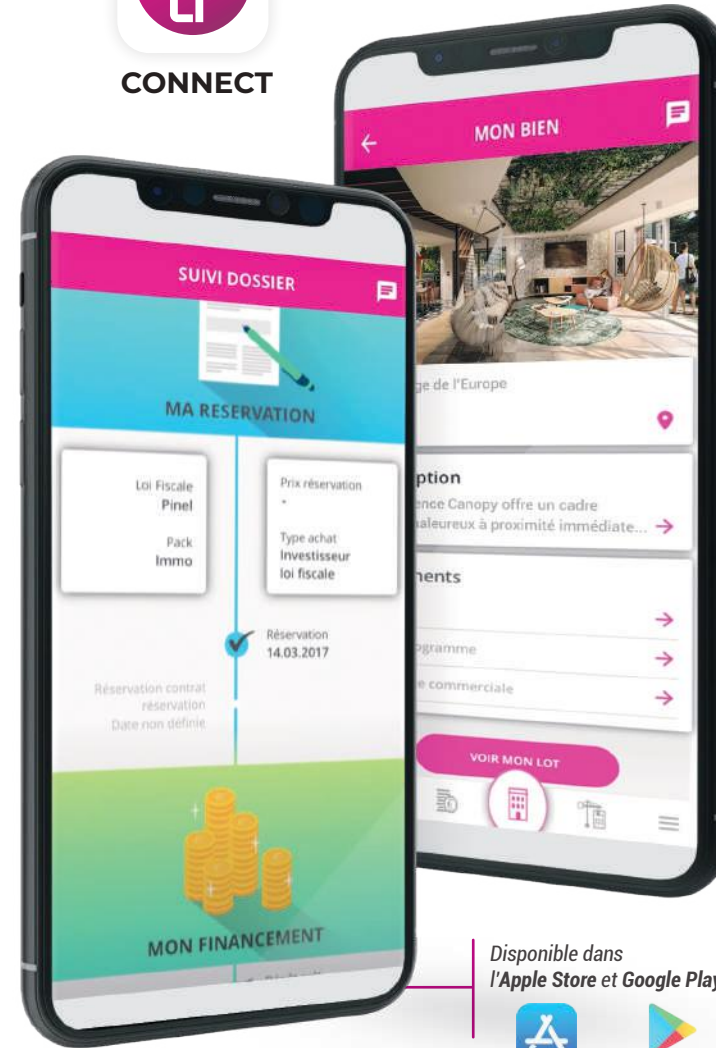 CONNECT
MON BIEN
ge de l'Europe
ption
ence Canopy offre un cadre
aleureux à proximité immédiate...
ents
ogramme
e commerciale
VOIR MON LOT
SUIVI DOSSIER
MA RESERVATION
Loi Fiscale
Pinel
Pack
Immo
Prix réservation
-
Type achat
Investisseur
loi fiscale
Réservation
14.03.2017
Réservation contrat
réservation
Date non définie
MON FINANCEMENT
Disponible dans
l'Apple Store et Google Play